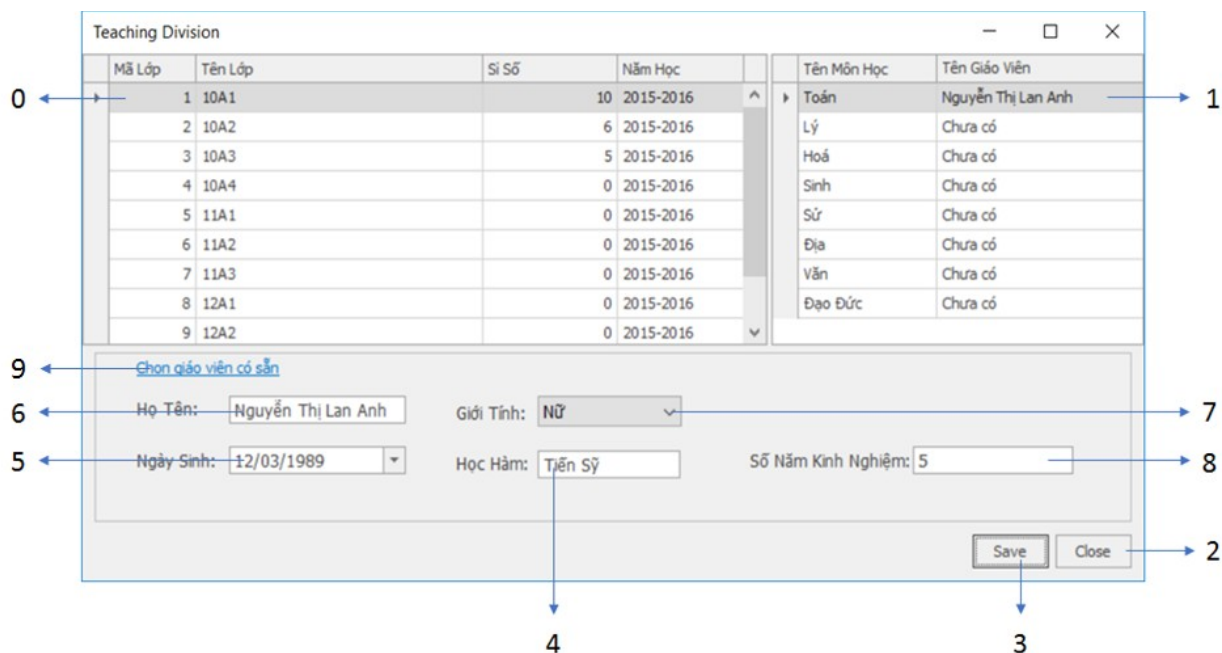 Teaching Division
Mã Lớp Tên Lớp Sỉ Số Năm Học Tên Môn Học Tên Giáo Viên
0 1 10A1 10 2015-2016 Toán Nguyễn Thị Lan Anh 1
2 10A2 6 2015-2016 Lý Chưa có
3 10A3 5 2015-2016 Hoá Chưa có
4 10A4 0 2015-2016 Sinh Chưa có
5 11A1 0 2015-2016 Sử Chưa có
6 11A2 0 2015-2016 Địa Chưa có
7 11A3 0 2015-2016 Văn Chưa có
8 12A1 0 2015-2016 Đạo Đức Chưa có
9 12A2 0 2015-2016
9 Chon giáo viên có sẵn
6 Họ Tên: Nguyễn Thị Lan Anh Giới Tính: Nữ 7
5 Ngày Sinh: 12/03/1989 Học Hàm: Tiến Sỹ Số Năm Kinh Nghiệm: 5 8
Save Close 2
4 3